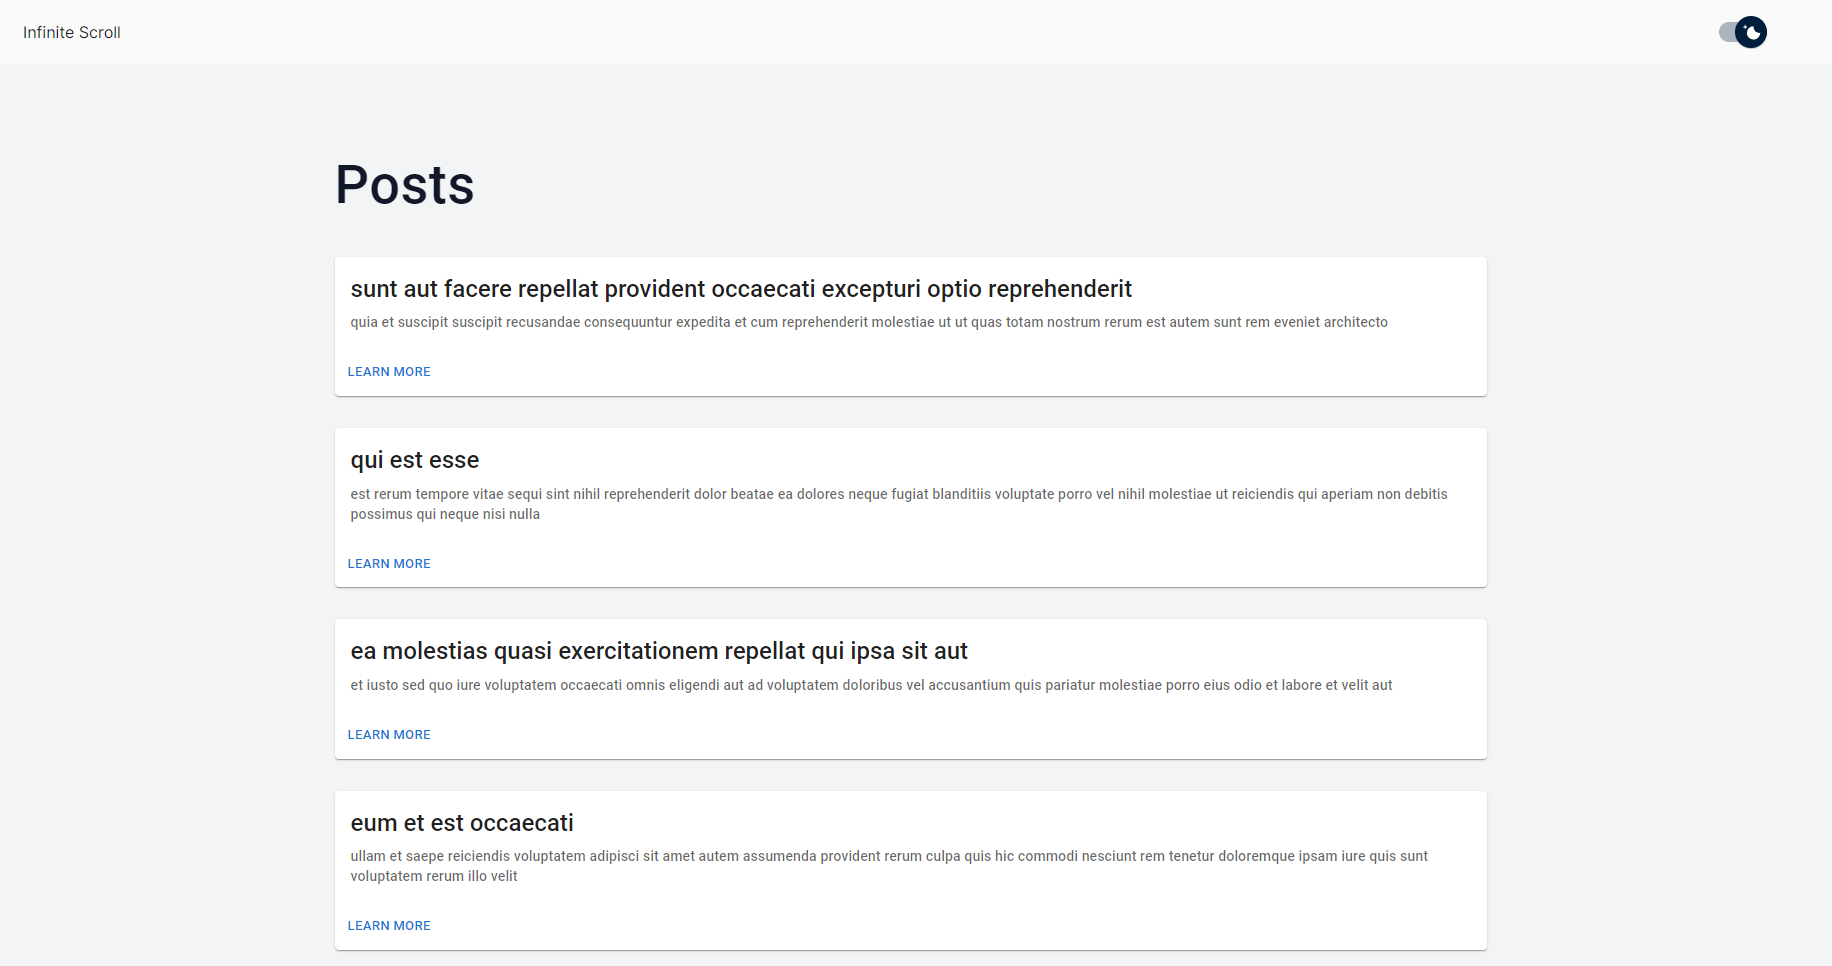 Infinite Scroll
Posts
sunt aut facere repellat provident occaecati excepturi optio reprehenderit
quia et suscipit suscipit recusandae consequuntur expedita et cum reprehenderit molestiae ut ut quas totam nostrum rerum est autem sunt rem eveniet architecto
LEARN MORE
qui est esse
est rerum tempore vitae sequi sint nihil reprehenderit dolor beatae ea dolores neque fugiat blanditiis voluptate porro vel nihil molestiae ut reiciendis qui aperiam non debitis
possimus qui neque nisi nulla
LEARN MORE
ea molestias quasi exercitationem repellat qui ipsa sit aut
et iusto sed quo iure voluptatem occaecati omnis eligendi aut ad voluptatem doloribus vel accusantium quis pariatur molestiae porro eius odio et labore et velit aut
LEARN MORE
eum et est occaecati
ullam et saepe reiciendis voluptatem adipisci sit amet autem assumenda provident rerum culpa quis hic commodi nesciunt rem tenetur doloremque ipsam iure quis sunt
voluptatem rerum illo velit
LEARN MORE